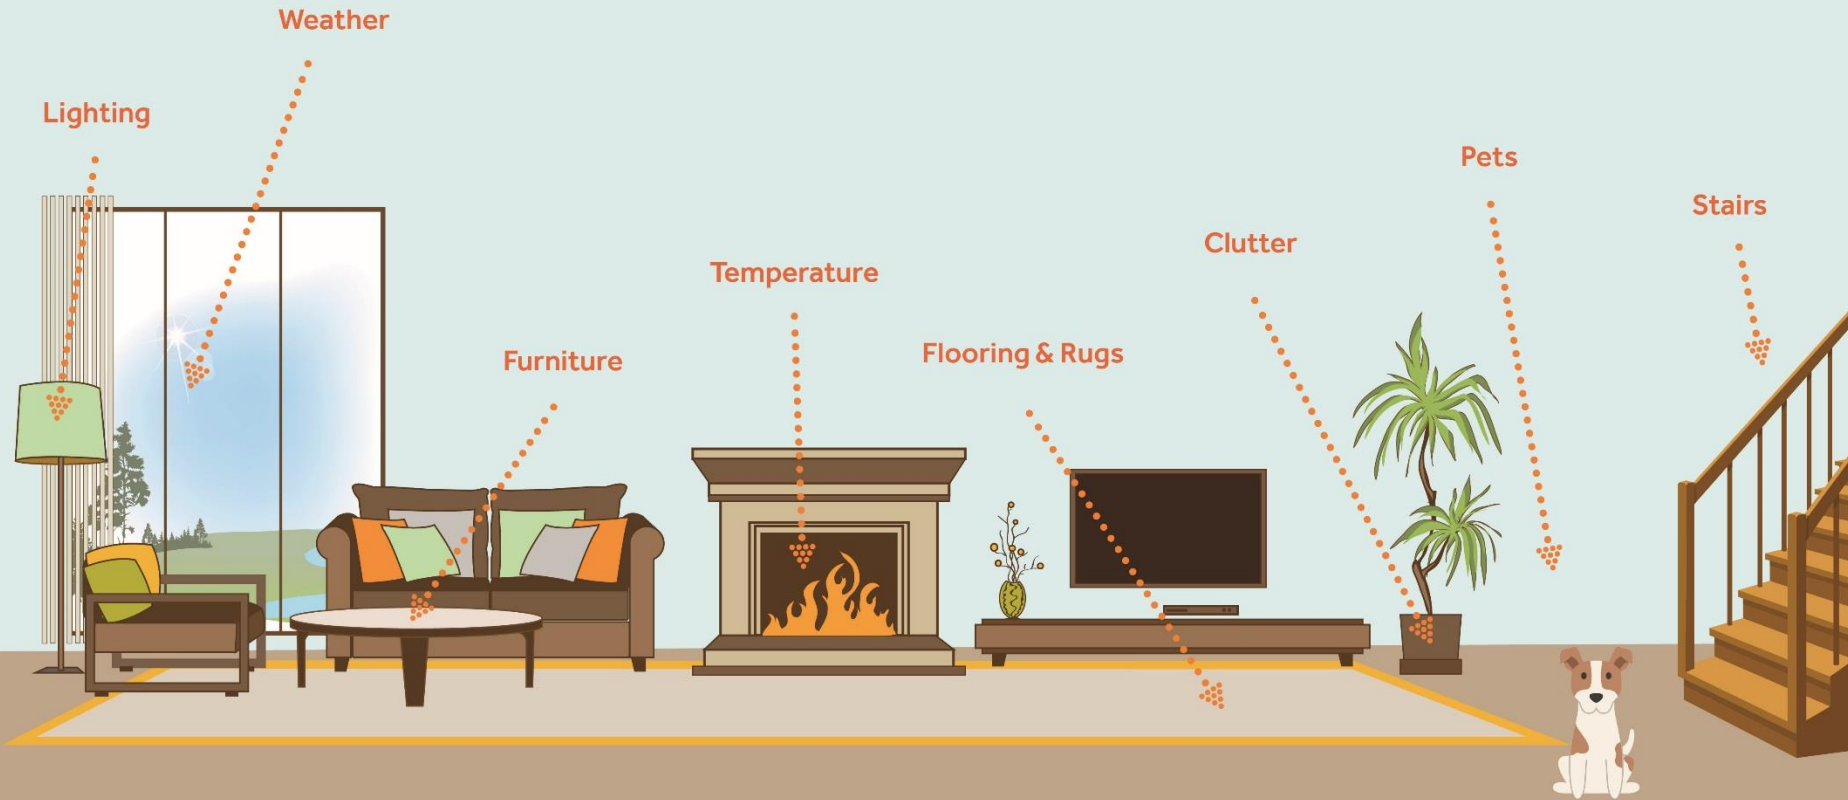 Weather
Lighting
Pets
Stairs
Clutter
Temperature
Flooring & Rugs
Furniture